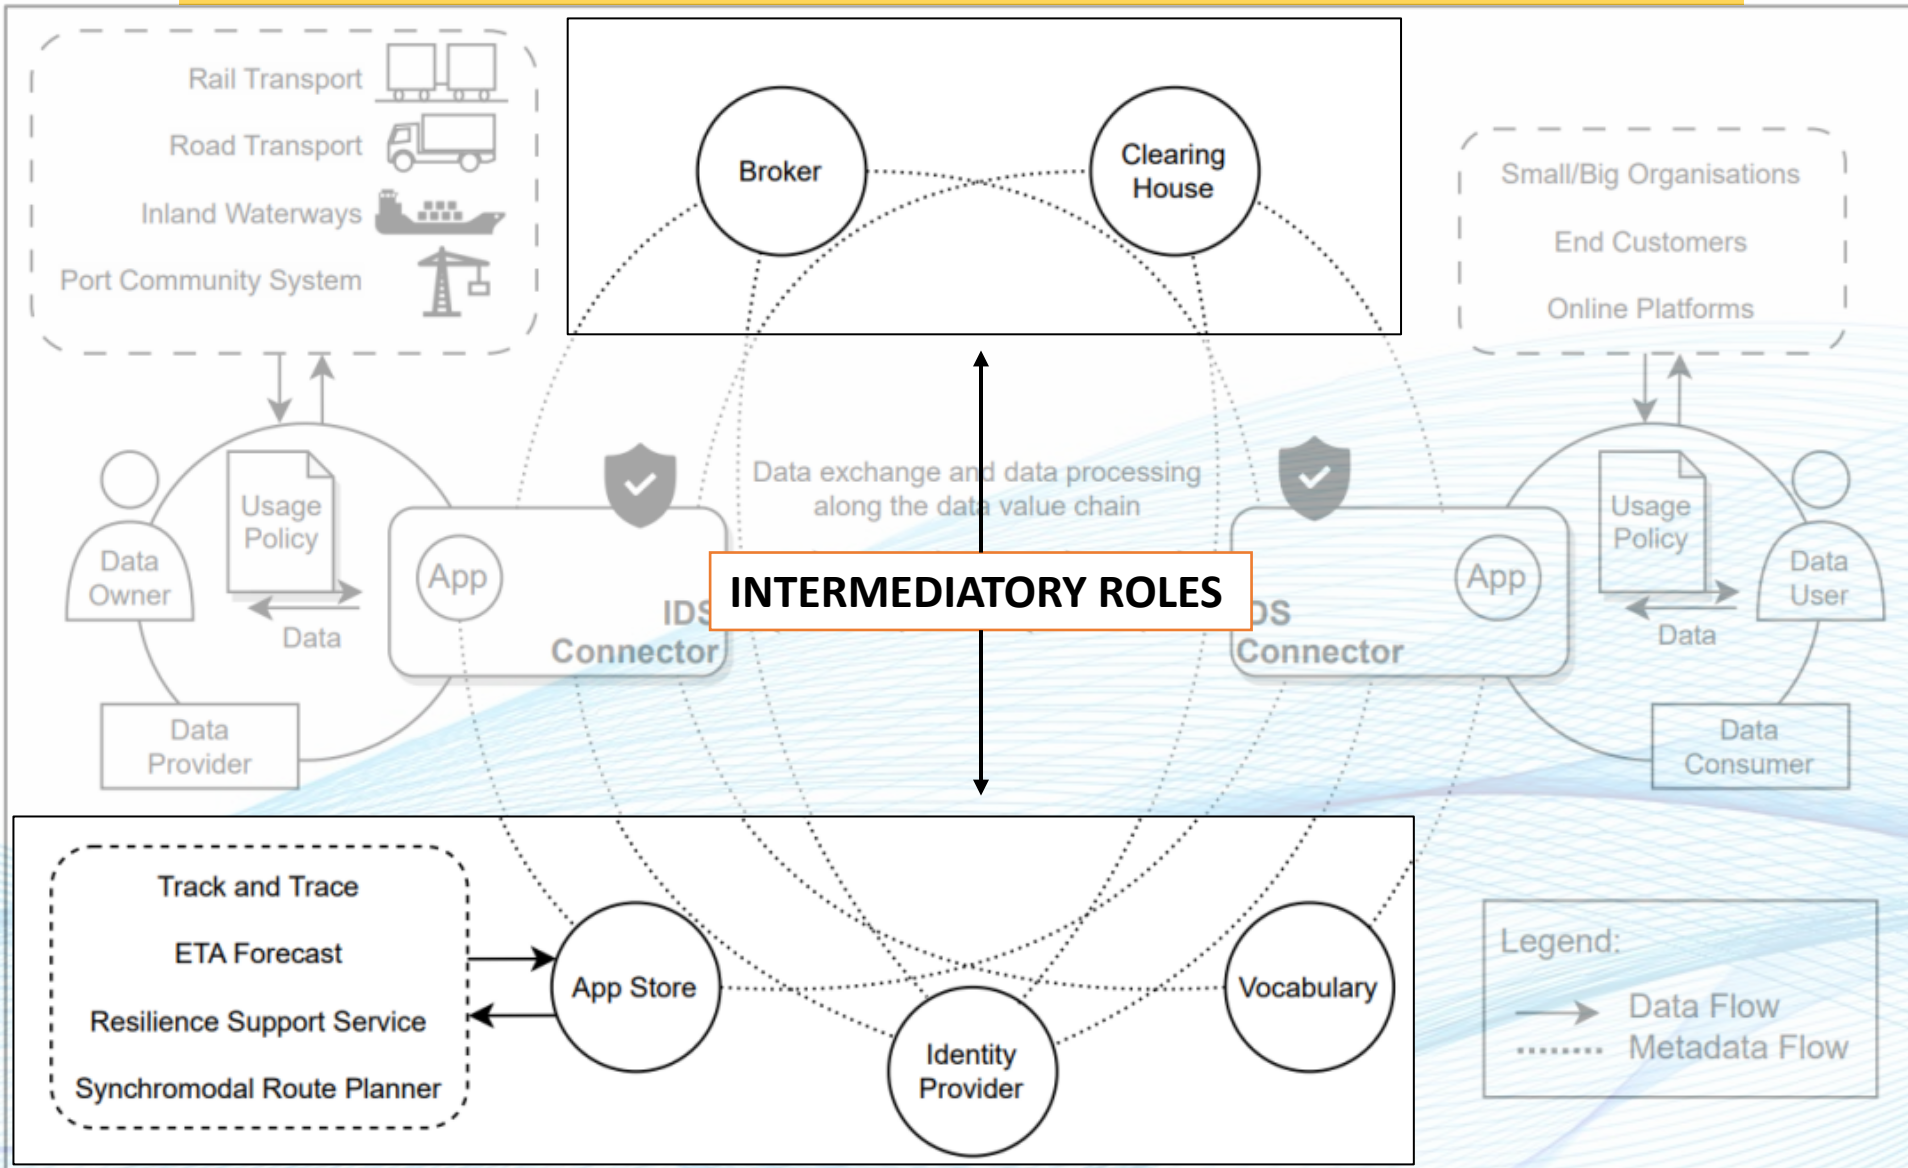 Rail Transport
Road Transport
Inland Waterways
Port Community System
Broker
Clearing
House
Small/Big Organisations
End Customers
Online Platforms
Data
Owner
Usage
Policy
Data
App
IDS
Connector
Data
Provider
Data exchange and data processing
along the data value chain
INTERMEDIATORY ROLES
DS
Connector
App
Usage
Policy
Data
Data
User
Data
Consumer
Track and Trace
ETA Forecast
Resilience Support Service
Synchromodal Route Planner
App Store
Identity
Provider
Vocabulary
Legend:
Data Flow
Metadata Flow